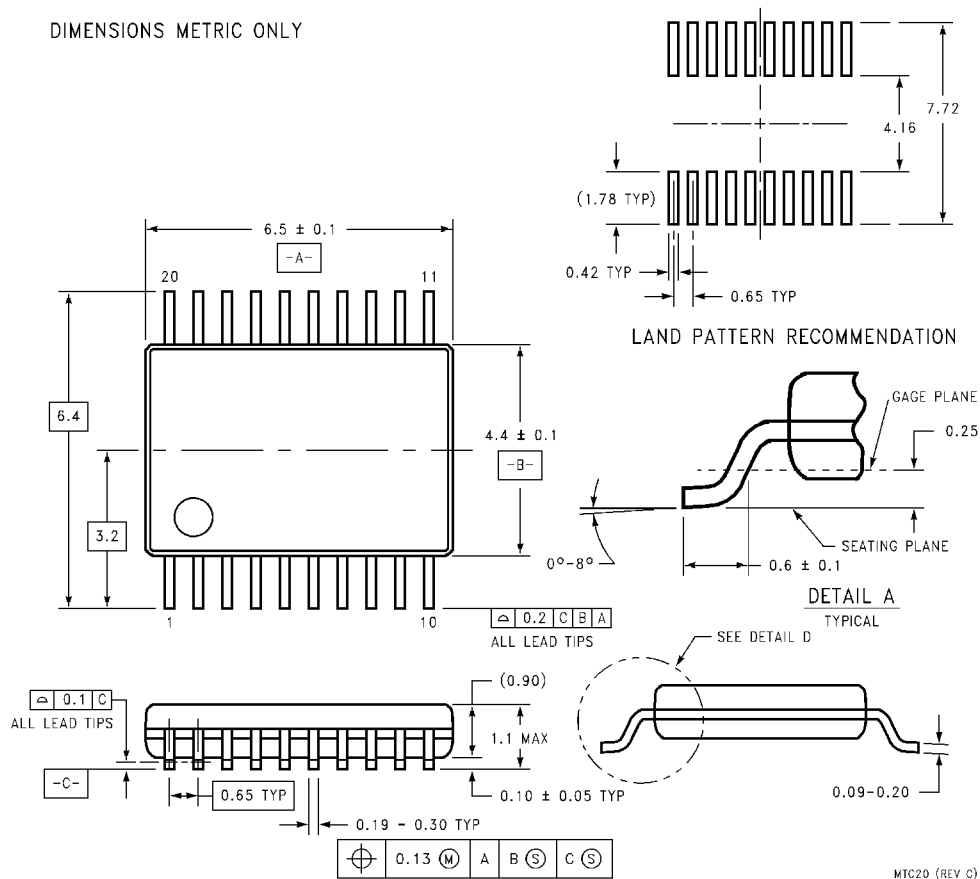 DIMENSIONS METRIC ONLY
7.72
4.16
(1.78 TYP)
0.42 TYP
0.65 TYP
LAND PATTERN RECOMMENDATION
6.5 ± 0.1
-A-
20
11
6.4
3.2
4.4 ± 0.1
-B-
1
10
⌓ 0.2 C B A
ALL LEAD TIPS
GAGE PLANE
0.25
SEATING PLANE
0°-8°
0.6 ± 0.1
DETAIL A
TYPICAL
SEE DETAIL D
0.09-0.20
⌓ 0.1 C
ALL LEAD TIPS
-C-
(0.90)
1.1 MAX
0.65 TYP
0.10 ± 0.05 TYP
0.19 - 0.30 TYP
⌖ 0.13 Ⓜ A B Ⓢ C Ⓢ
MTC20 (REV C)